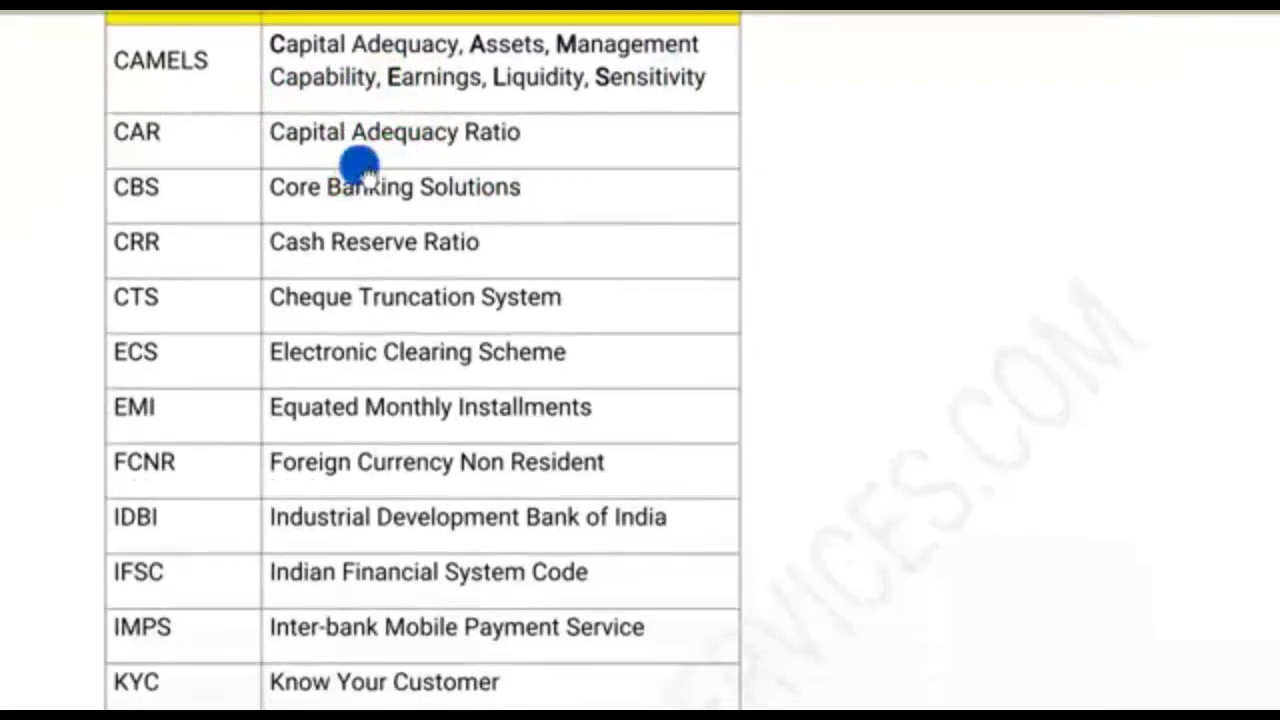 CAMELS
Capital Adequacy, Assets, Management
Capability, Earnings, Liquidity, Sensitivity
CAR Capital Adequacy Ratio
CBS Core Banking Solutions
CRR Cash Reserve Ratio
CTS Cheque Truncation System
ECS Electronic Clearing Scheme
EMI Equated Monthly Installments
FCNR Foreign Currency Non Resident
IDBI Industrial Development Bank of India
IFSC Indian Financial System Code
IMPS Inter-bank Mobile Payment Service
KYC Know Your Customer
ERVICES.COM